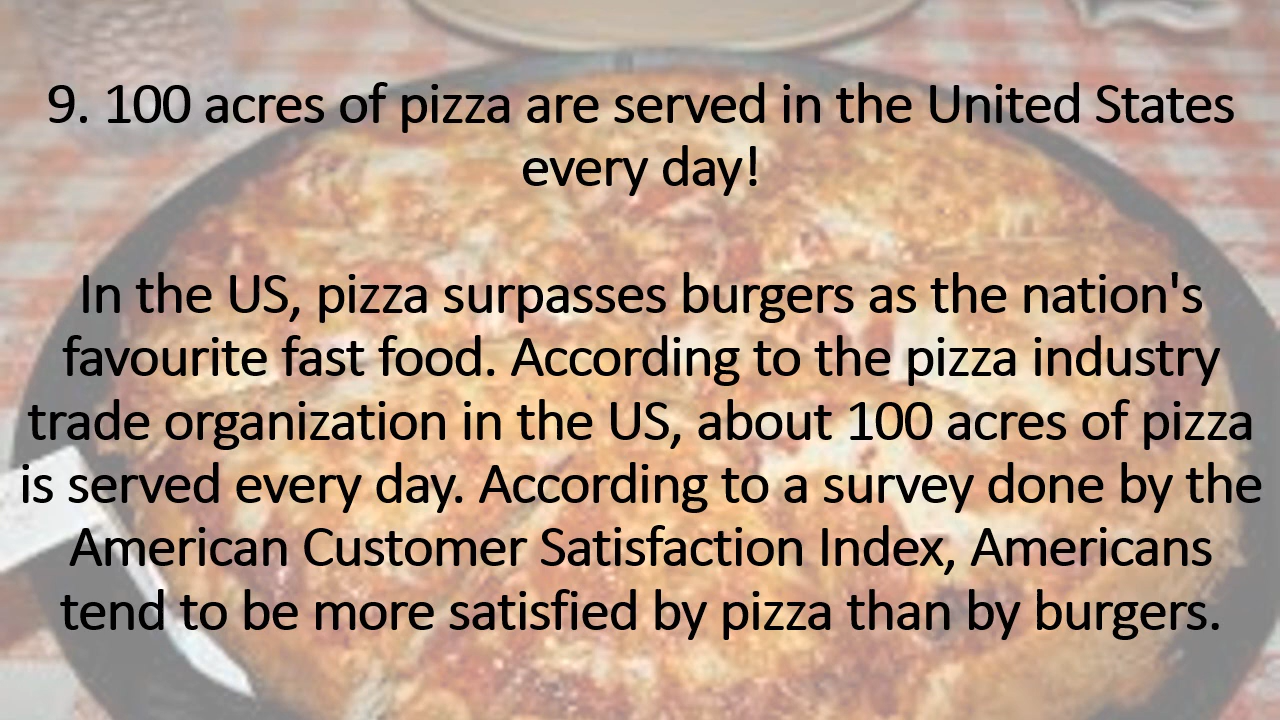 9. 100 acres of pizza are served in the United States
every day!
In the US, pizza surpasses burgers as the nation's
favourite fast food. According to the pizza industry
trade organization in the US, about 100 acres of pizza
is served every day. According to a survey done by the
American Customer Satisfaction Index, Americans
tend to be more satisfied by pizza than by burgers.